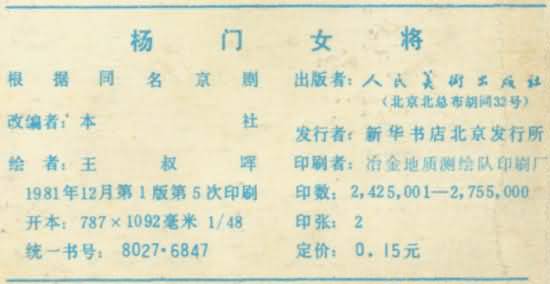 杨门女将
根据同名京剧
改编者：本社
绘者：王叔晖
1981年12月第1版第5次印刷
开本：787×1092毫米 1/48
统一书号：8027·6847
出版者：人民美术出版社
（北京北总布胡同32号）
发行者：新华书店北京发行所
印刷者：冶金地质测绘队印刷厂
印数：2,425,001—2,755,000
印张：2
定价：0.15元